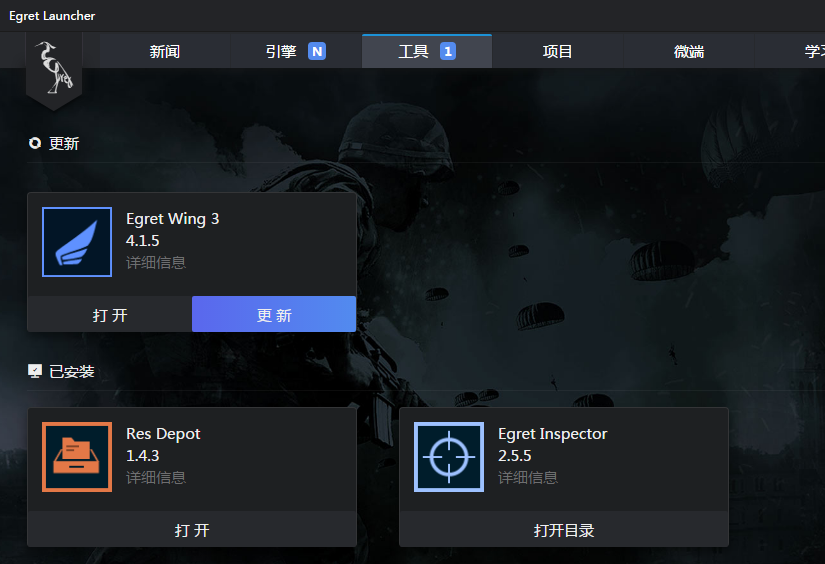 Egret Launcher
新闻
引擎 N
工具 1
项目
微端
学习
更新
Egret Wing 3
4.1.5
详细信息
打 开
更 新
已安装
Res Depot
1.4.3
详细信息
打 开
Egret Inspector
2.5.5
详细信息
打开目录